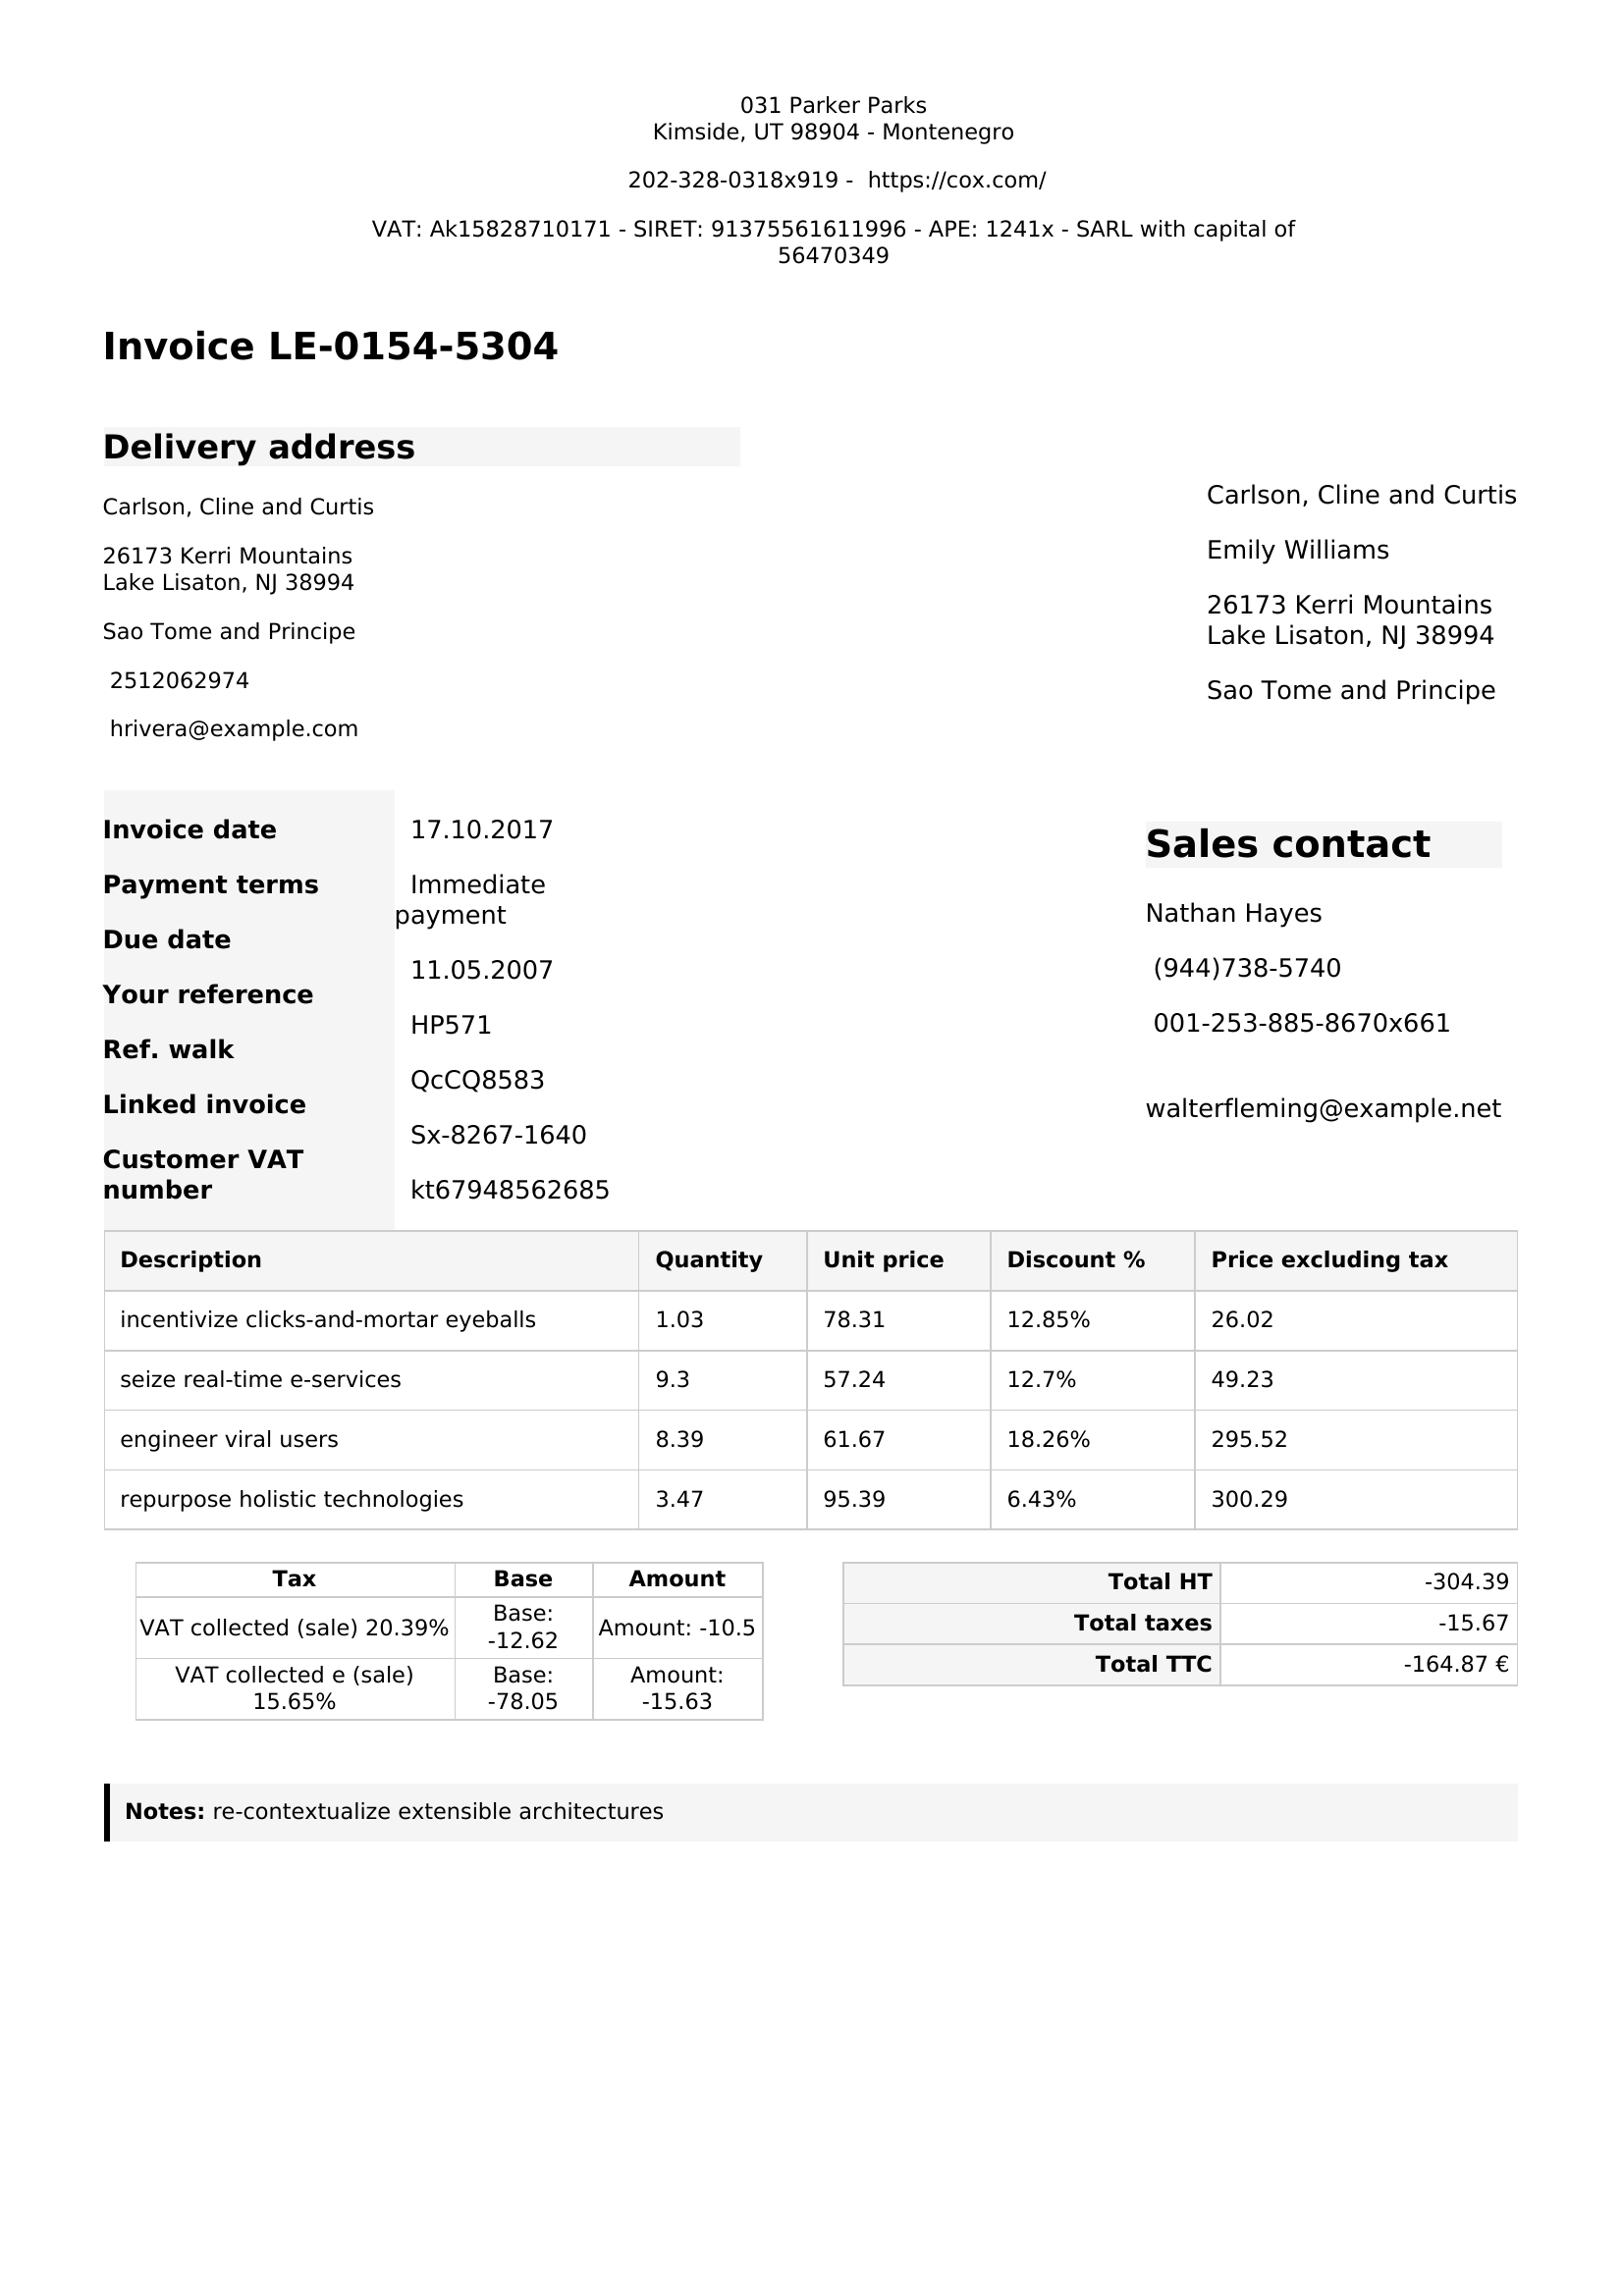 031 Parker Parks
Kimside, UT 98904 - Montenegro
202-328-0318x919 - https://cox.com/
VAT: Ak15828710171 - SIRET: 91375561611996 - APE: 1241x - SARL with capital of
56470349
Invoice LE-0154-5304
Delivery address
Carlson, Cline and Curtis
26173 Kerri Mountains
Lake Lisaton, NJ 38994
Sao Tome and Principe
2512062974
hrivera@example.com
Carlson, Cline and Curtis
Emily Williams
26173 Kerri Mountains
Lake Lisaton, NJ 38994
Sao Tome and Principe
Invoice date
Payment terms
Due date
Your reference
Ref. walk
Linked invoice
Customer VAT
number
17.10.2017
Immediate
payment
11.05.2007
HP571
QcCQ8583
Sx-8267-1640
kt67948562685
Sales contact
Nathan Hayes
(944)738-5740
001-253-885-8670x661
walterfleming@example.net
Description Quantity Unit price Discount % Price excluding tax
incentivize clicks-and-mortar eyeballs 1.03 78.31 12.85% 26.02
seize real-time e-services 9.3 57.24 12.7% 49.23
engineer viral users 8.39 61.67 18.26% 295.52
repurpose holistic technologies 3.47 95.39 6.43% 300.29
Tax Base Amount
VAT collected (sale) 20.39% Base: -12.62 Amount: -10.5
VAT collected e (sale) 15.65% Base: -78.05 Amount: -15.63
Total HT -304.39
Total taxes -15.67
Total TTC -164.87 €
Notes: re-contextualize extensible architectures